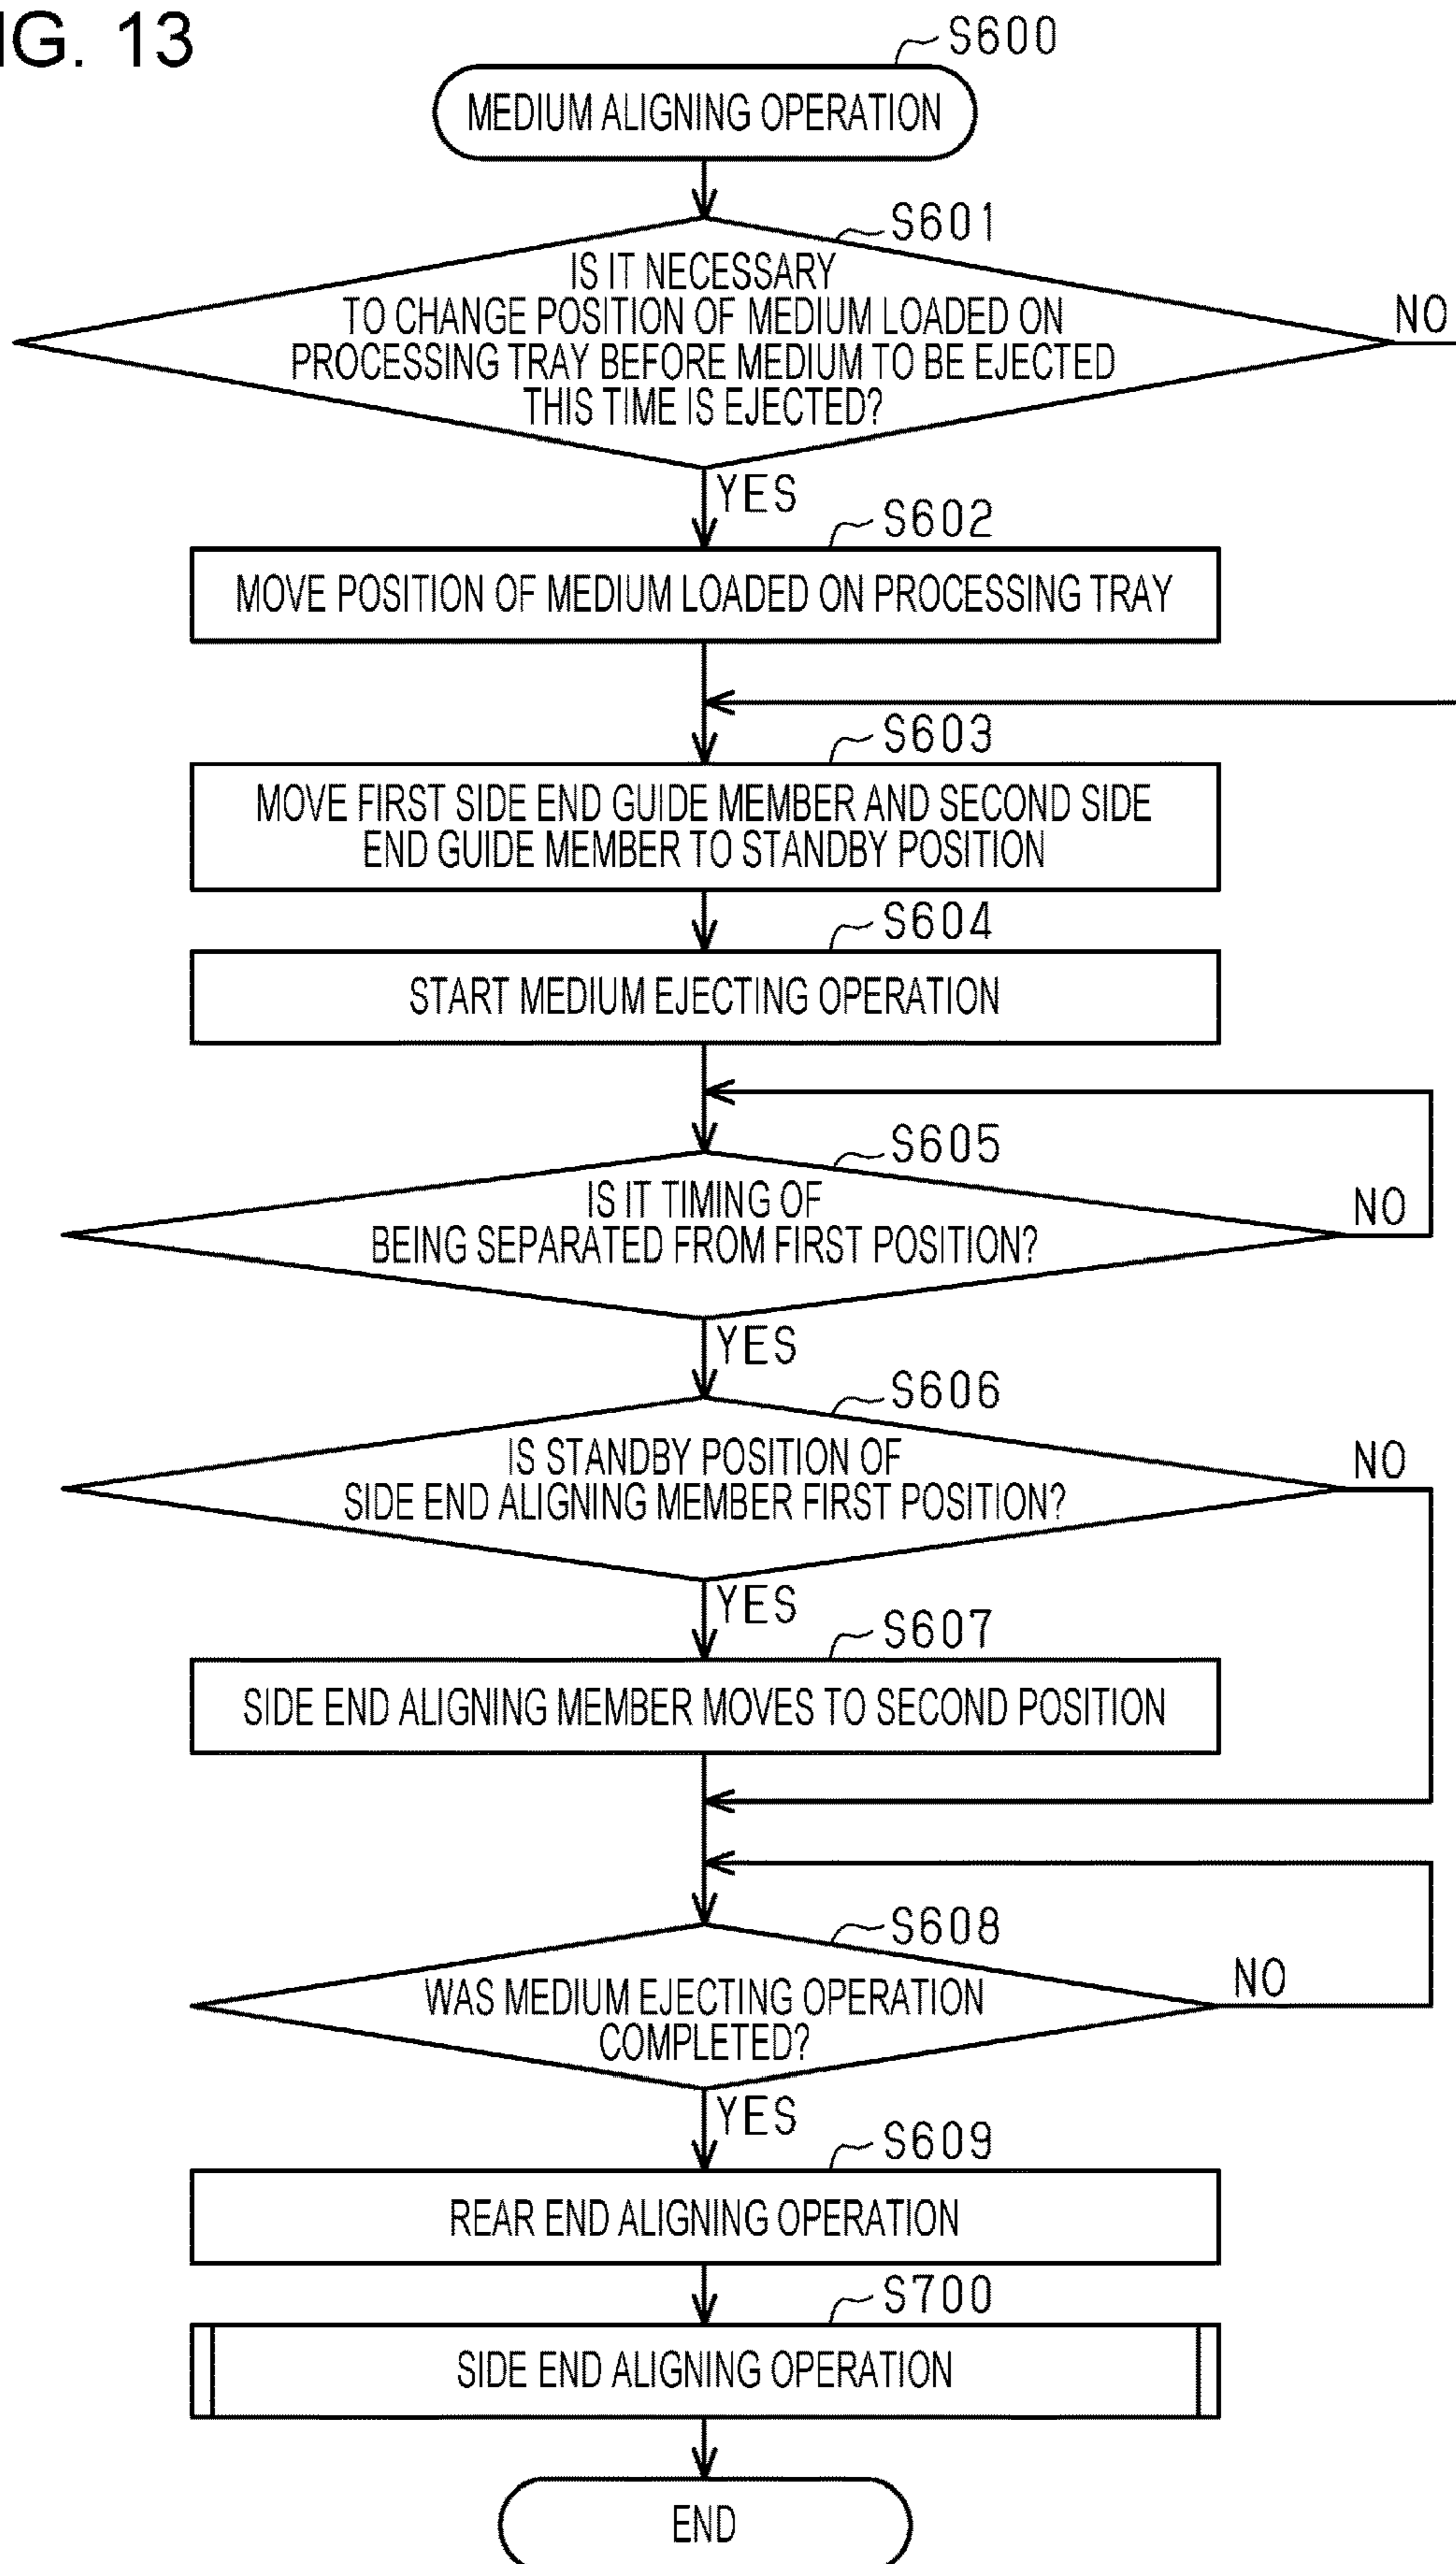 IG. 13
S600
MEDIUM ALIGNING OPERATION
S601
IS IT NECESSARY
TO CHANGE POSITION OF MEDIUM LOADED ON
PROCESSING TRAY BEFORE MEDIUM TO BE EJECTED
THIS TIME IS EJECTED?
NO
YES
S602
MOVE POSITION OF MEDIUM LOADED ON PROCESSING TRAY
S603
MOVE FIRST SIDE END GUIDE MEMBER AND SECOND SIDE
END GUIDE MEMBER TO STANDBY POSITION
S604
START MEDIUM EJECTING OPERATION
S605
IS IT TIMING OF
BEING SEPARATED FROM FIRST POSITION?
NO
YES
S606
IS STANDBY POSITION OF
SIDE END ALIGNING MEMBER FIRST POSITION?
NO
YES
S607
SIDE END ALIGNING MEMBER MOVES TO SECOND POSITION
S608
WAS MEDIUM EJECTING OPERATION
COMPLETED?
NO
YES
S609
REAR END ALIGNING OPERATION
S700
SIDE END ALIGNING OPERATION
END